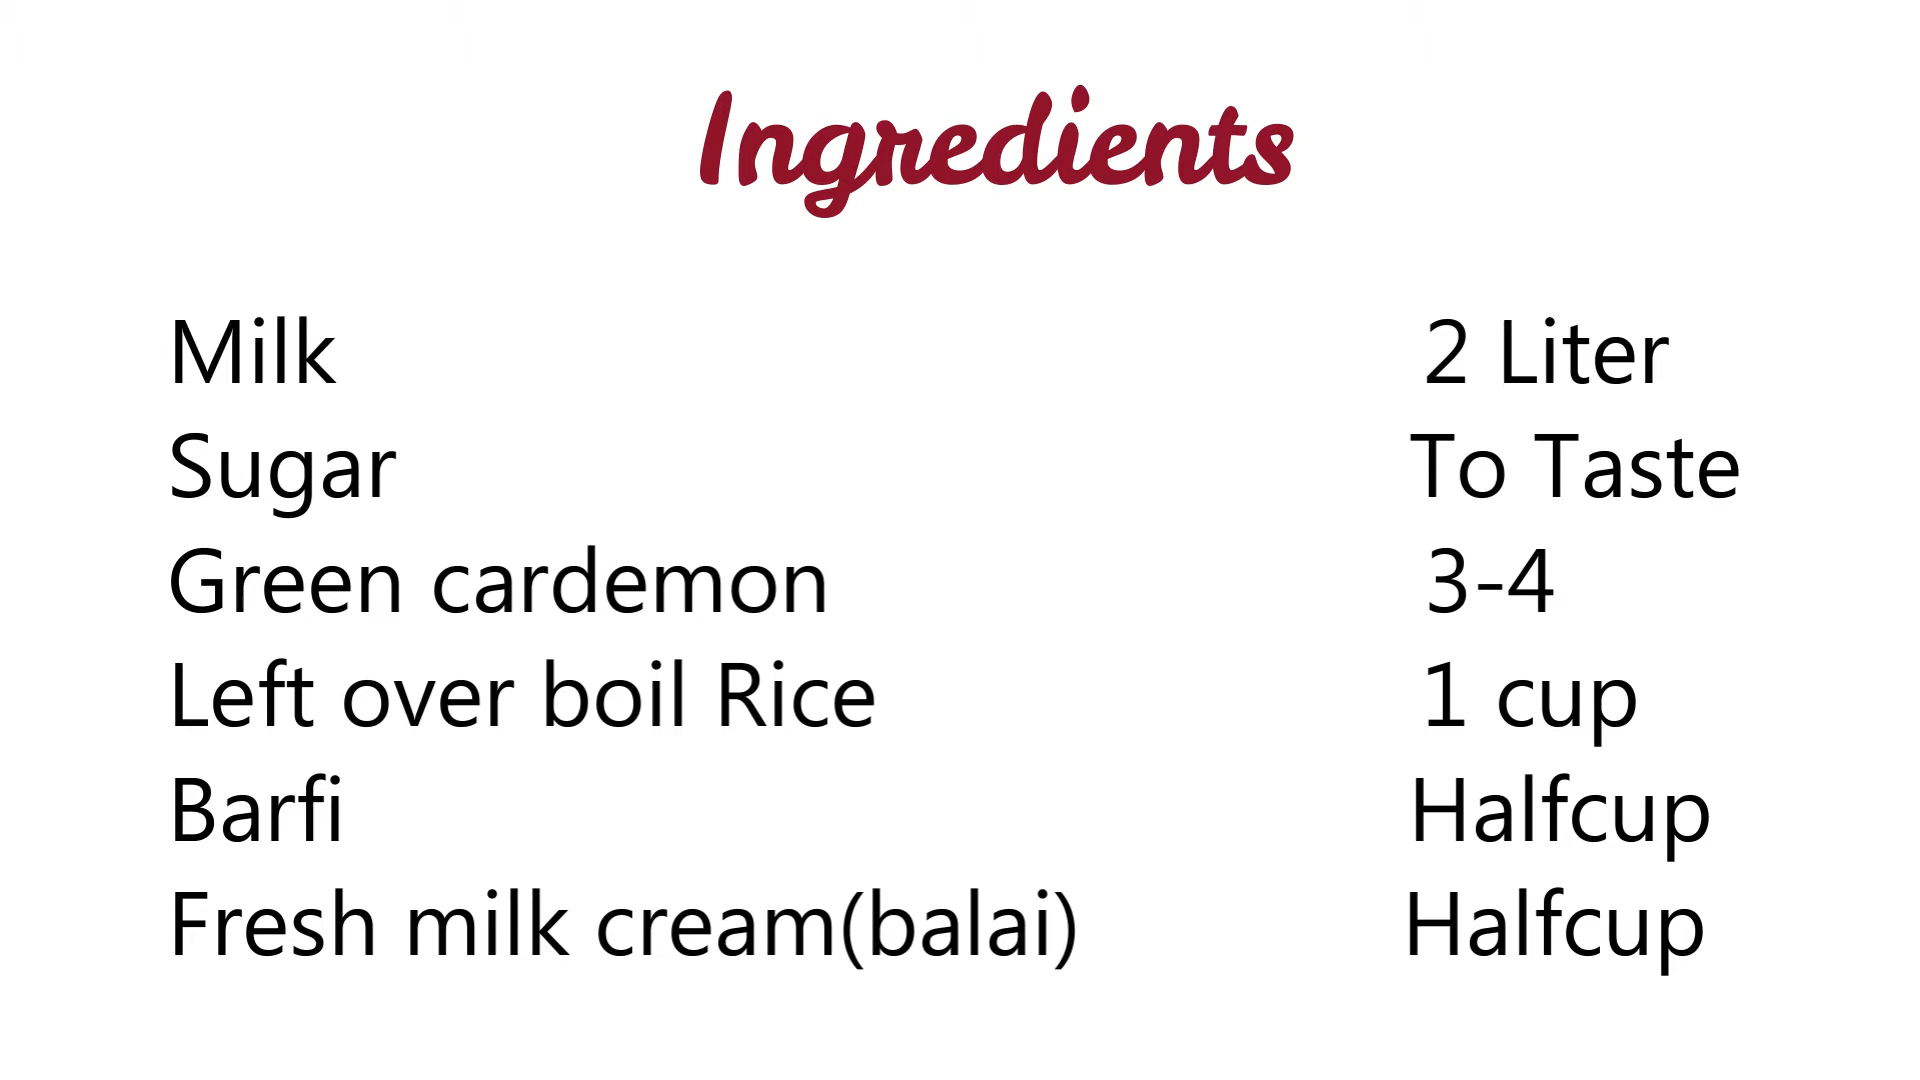 Ingredients
Milk 2 Liter
Sugar To Taste
Green cardemon 3-4
Left over boil Rice 1 cup
Barfi Halfcup
Fresh milk cream(balai) Halfcup